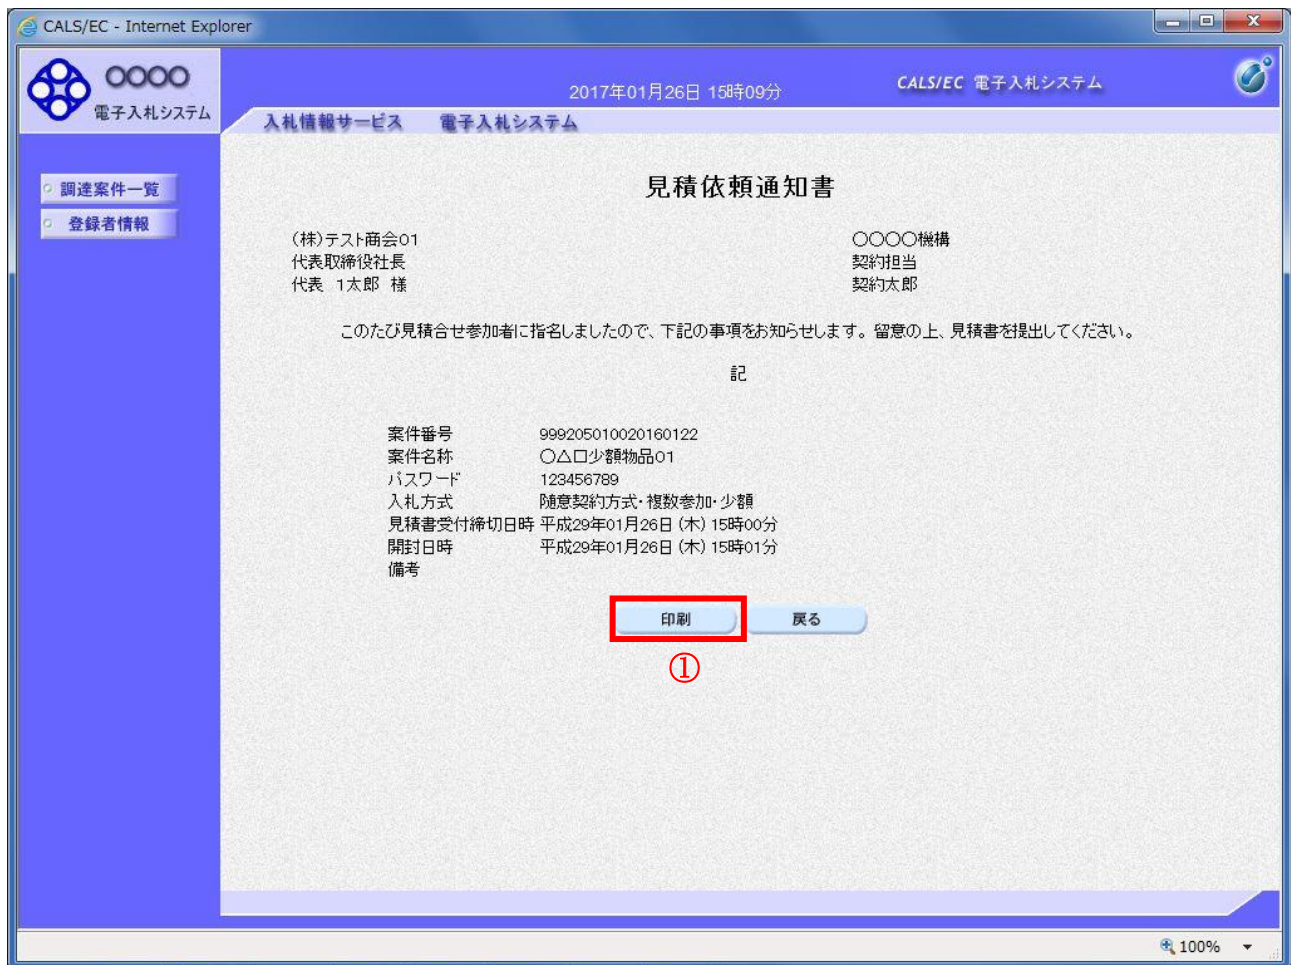 CALS/EC - Internet Explorer
〇〇〇〇
電子入札システム
2017年01月26日 15時09分
CALS/EC 電子入札システム
入札情報サービス 電子入札システム
調達案件一覧
登録者情報
見積依頼通知書
(株)テスト商会01
代表取締役社長
代表 1太郎 様
〇〇〇〇機構
契約担当
契約太郎
このたび見積合せ参加者に指名しましたので、下記の事項をお知らせします。留意の上、見積書を提出してください。
記
案件番号 999205010020160122
案件名称 〇△口少額物品01
パスワード 123456789
入札方式 随意契約方式・複数参加・少額
見積書受付締切日時 平成29年01月26日 (木) 15時00分
開封日時 平成29年01月26日 (木) 15時01分
備考
印刷 戻る
①
100%